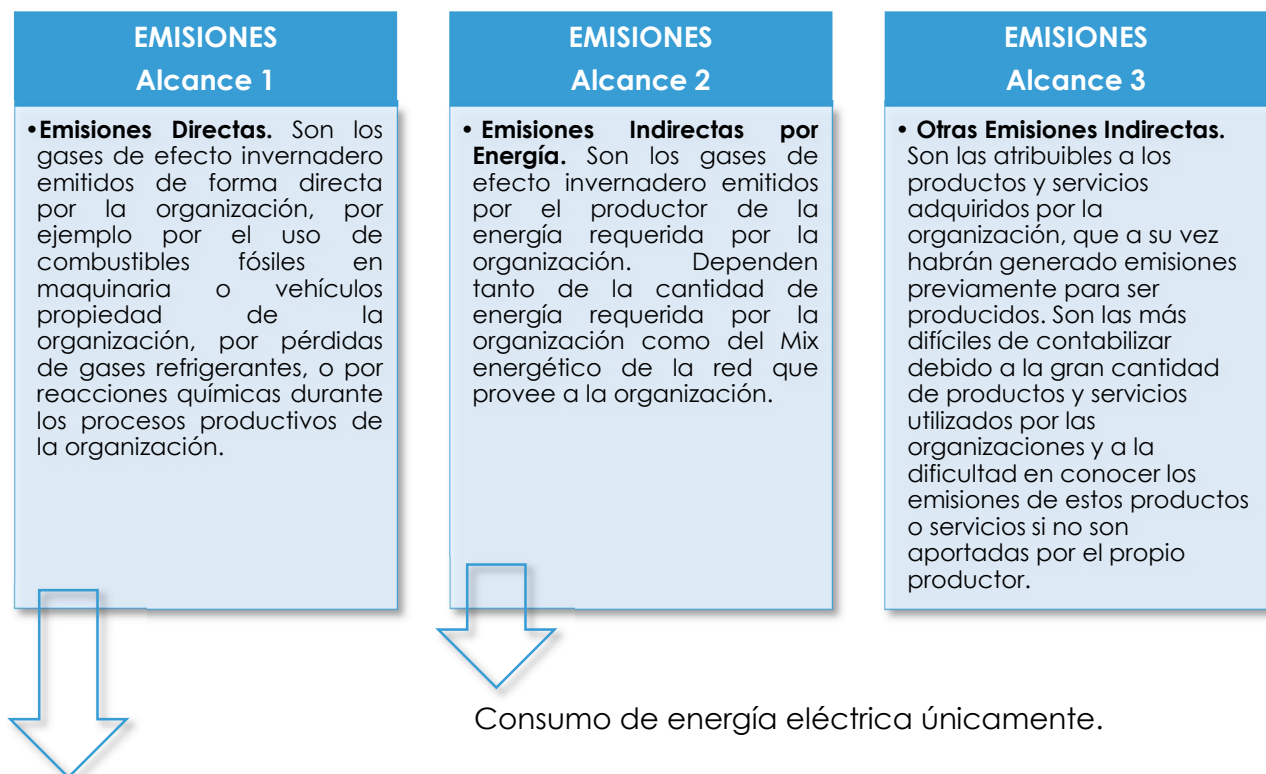 EMISIONES
Alcance 1
•Emisiones Directas. Son los
gases de efecto invernadero
emitidos de forma directa
por la organización, por
ejemplo por el uso de
combustibles fósiles en
maquinaria o vehículos
propiedad de la
organización, por pérdidas
de gases refrigerantes, o por
reacciones químicas durante
los procesos productivos de
la organización.
EMISIONES
Alcance 2
• Emisiones Indirectas por
Energía. Son los gases de
efecto invernadero emitidos
por el productor de la
energía requerida por la
organización. Dependen
tanto de la cantidad de
energía requerida por la
organización como del Mix
energético de la red que
provee a la organización.
EMISIONES
Alcance 3
• Otras Emisiones Indirectas.
Son las atribuibles a los
productos y servicios
adquiridos por la
organización, que a su vez
habrán generado emisiones
previamente para ser
producidos. Son las más
difíciles de contabilizar
debido a la gran cantidad
de productos y servicios
utilizados por las
organizaciones y a la
dificultad en conocer los
emisiones de estos productos
o servicios si no son
aportadas por el propio
productor.
Consumo de energía eléctrica únicamente.